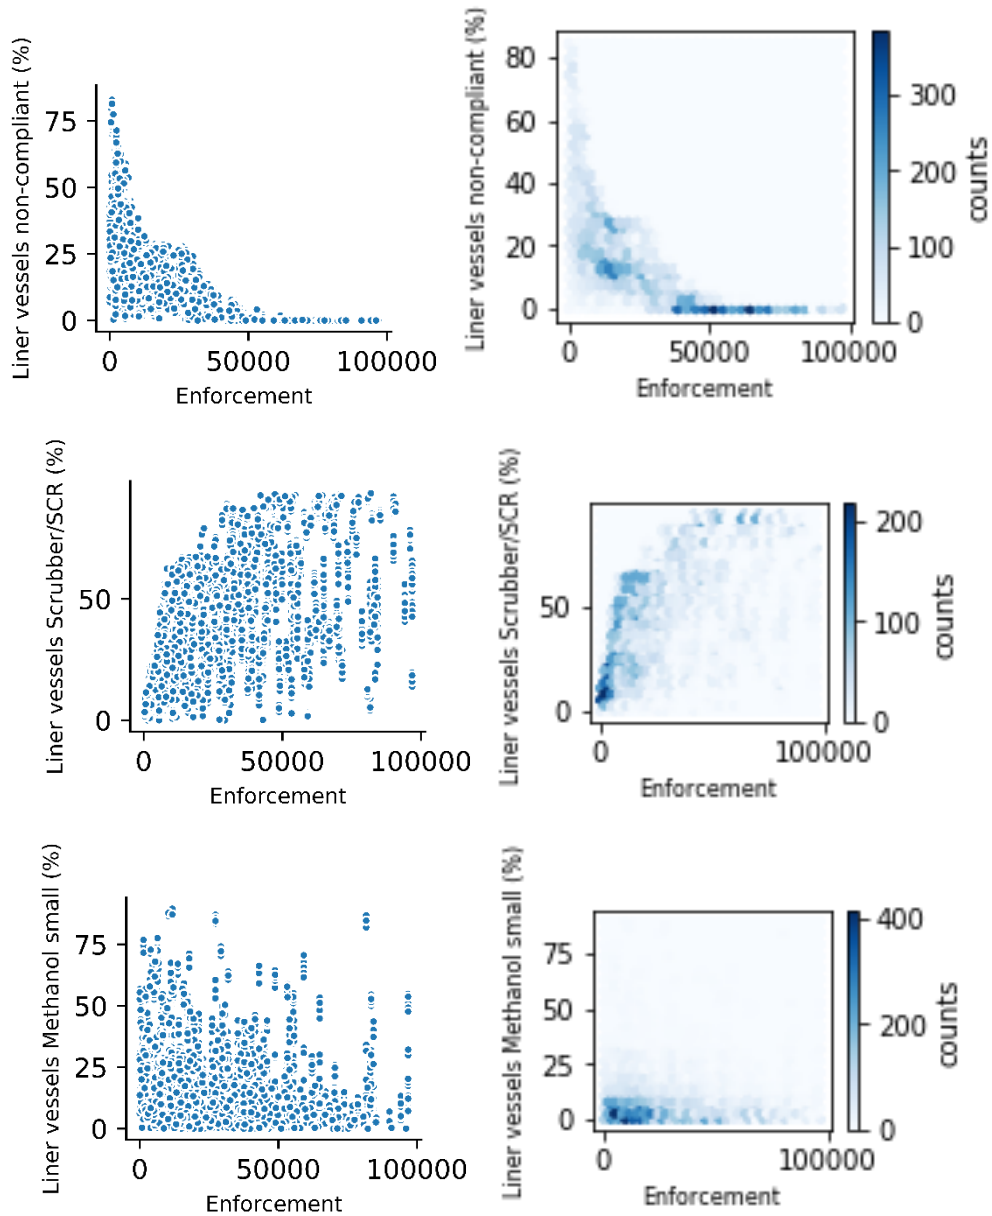 Liner vessels non-compliant (%)
75
50
25
0
0 50000 100000
Enforcement
Liner vessels non-compliant (%)
80
60
40
20
0
0 50000 100000
Enforcement
300
200
100
0
counts
Liner vessels Scrubber/SCR (%)
50
0
0 50000 100000
Enforcement
Liner vessels Scrubber/SCR (%)
50
0
0 100000
Enforcement
200
100
0
counts
Liner vessels Methanol small (%)
75
50
25
0
0 50000 100000
Enforcement
Liner vessels Methanol small (%)
75
50
25
0
0 100000
Enforcement
400
200
0
counts